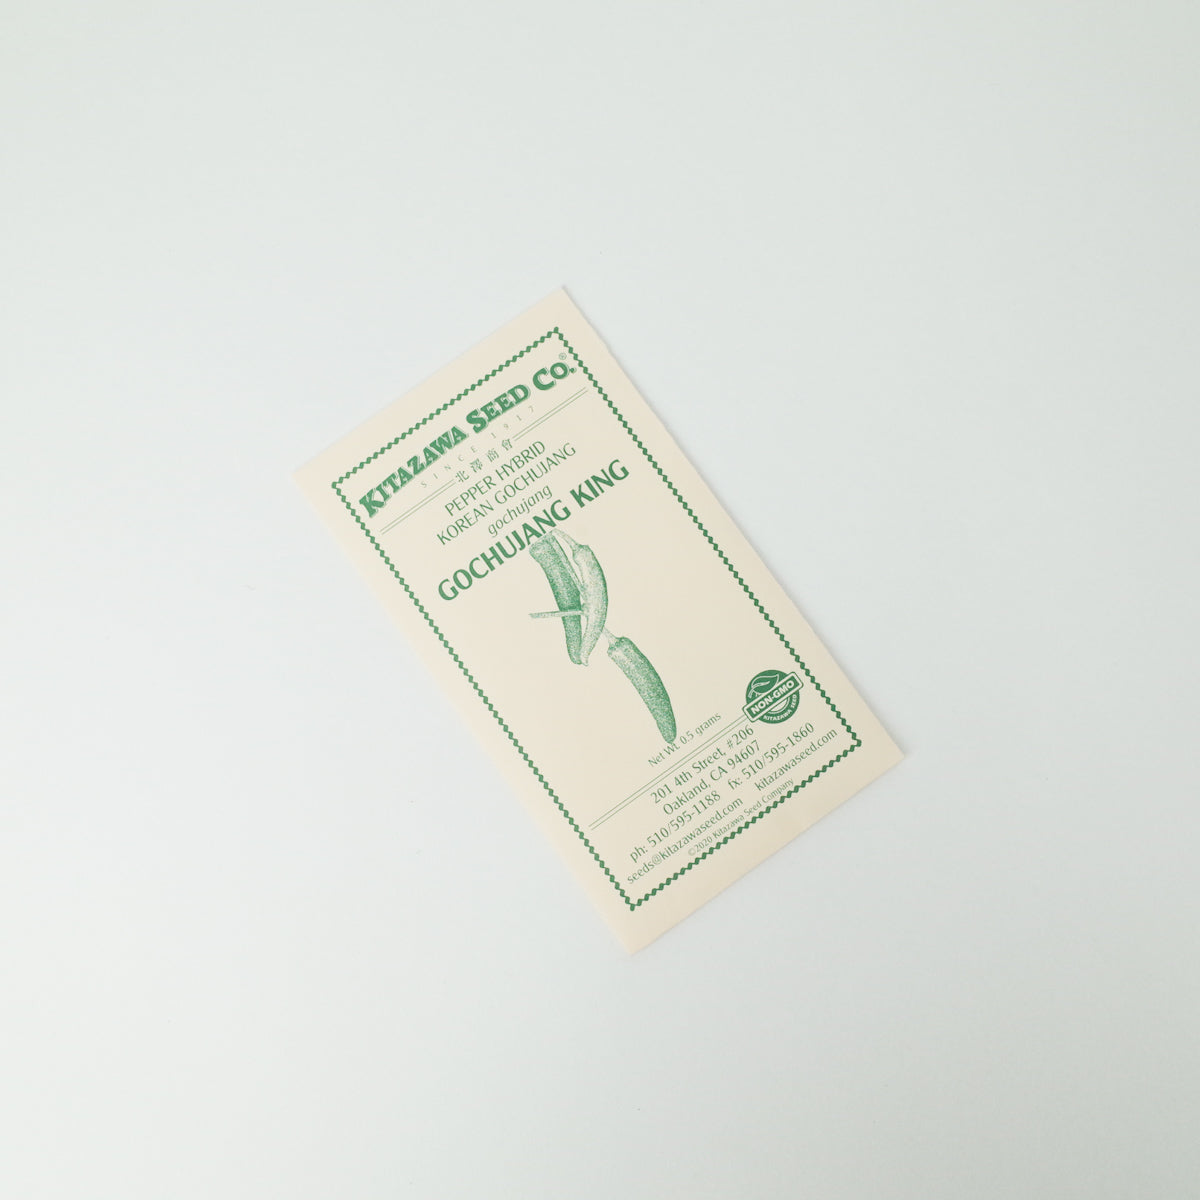 KITAZAWA SEED CO.®
SINCE 1917
北澤商會
PEPPER HYBRID
KOREAN GOCHUJANG
gochujang
GOCHUJANG KING
NON-GMO
KITAZAWA SEED
Net Wt. 0.5 grams
201 4th Street, #206
Oakland, CA 94607
ph: 510/595-1188 fx: 510/595-1860
seeds@kitazawaseed.com kitazawaseed.com
©2020 Kitazawa Seed Company